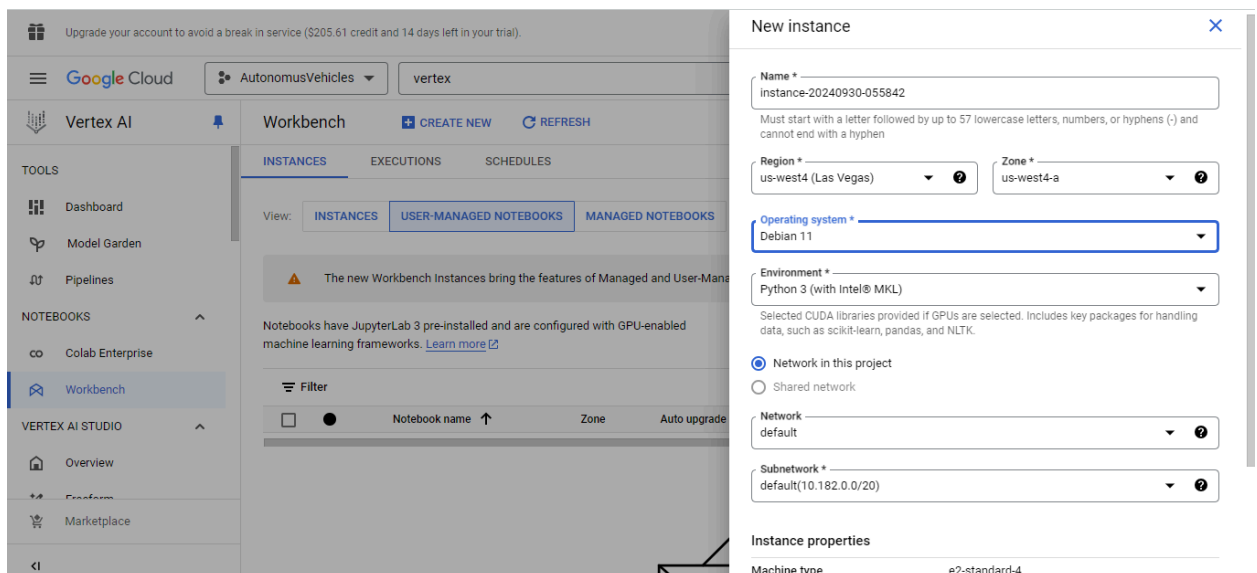 Upgrade your account to avoid a break in service ($205.61 credit and 14 days left in your trial).
Google Cloud
AutonomusVehicles
vertex
Vertex AI
Workbench
CREATE NEW
REFRESH
TOOLS
Dashboard
Model Garden
Pipelines
NOTEBOOKS
Colab Enterprise
Workbench
VERTEX AI STUDIO
Overview
Freeform
Marketplace
INSTANCES
EXECUTIONS
SCHEDULES
View:
INSTANCES
USER-MANAGED NOTEBOOKS
MANAGED NOTEBOOKS
The new Workbench Instances bring the features of Managed and User-Mana
Notebooks have JupyterLab 3 pre-installed and are configured with GPU-enabled
machine learning frameworks. Learn more
Filter
Notebook name
Zone
Auto upgrade
New instance
Name *
instance-20240930-055842
Must start with a letter followed by up to 57 lowercase letters, numbers, or hyphens (-) and
cannot end with a hyphen
Region *
us-west4 (Las Vegas)
Zone *
us-west4-a
Operating system *
Debian 11
Environment *
Python 3 (with Intel® MKL)
Selected CUDA libraries provided if GPUs are selected. Includes key packages for handling
data, such as scikit-learn, pandas, and NLTK.
Network in this project
Shared network
Network
default
Subnetwork *
default(10.182.0.0/20)
Instance properties
Machine type
e2-standard-4